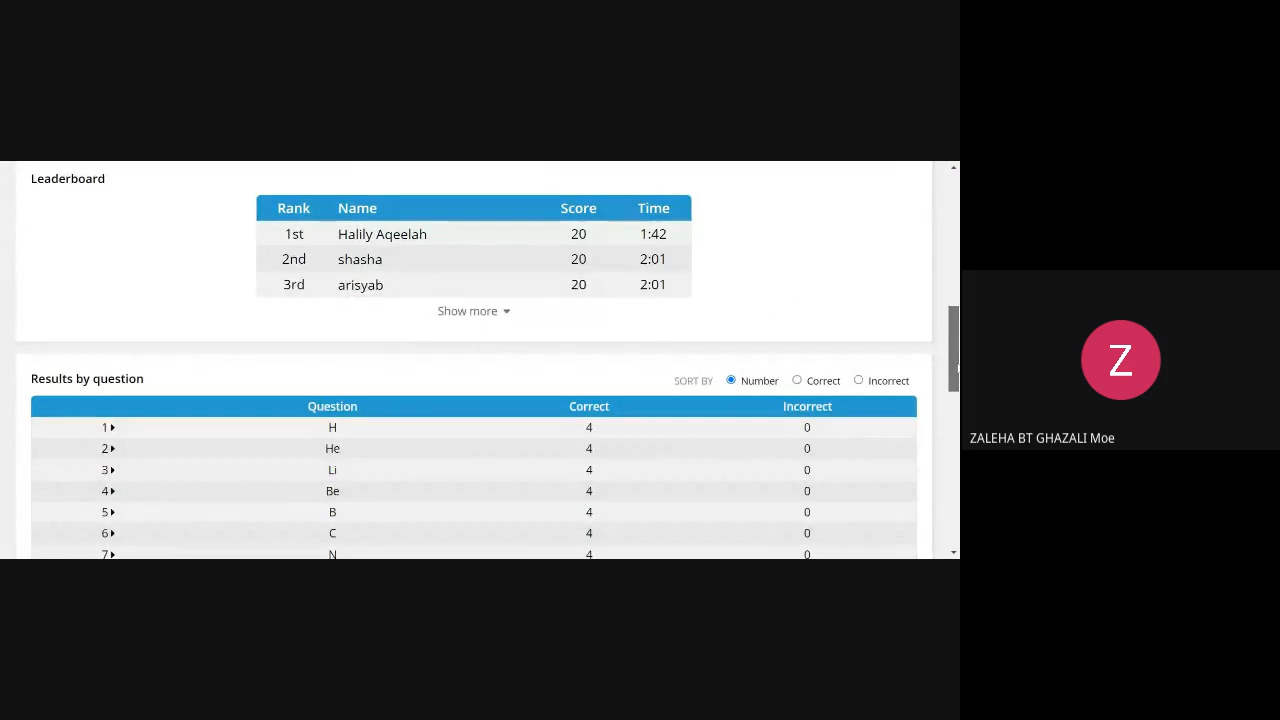 Leaderboard
Rank Name Score Time
1st Halily Aqeelah 20 1:42
2nd shasha 20 2:01
3rd arisyab 20 2:01
Show more
Results by question
SORT BY Number Correct Incorrect
Question Correct Incorrect
1 H 4 0
2 He 4 0
3 Li 4 0
4 Be 4 0
5 B 4 0
6 C 4 0
7 N 4 0
Z
ZALEHA BT GHAZALI Moe